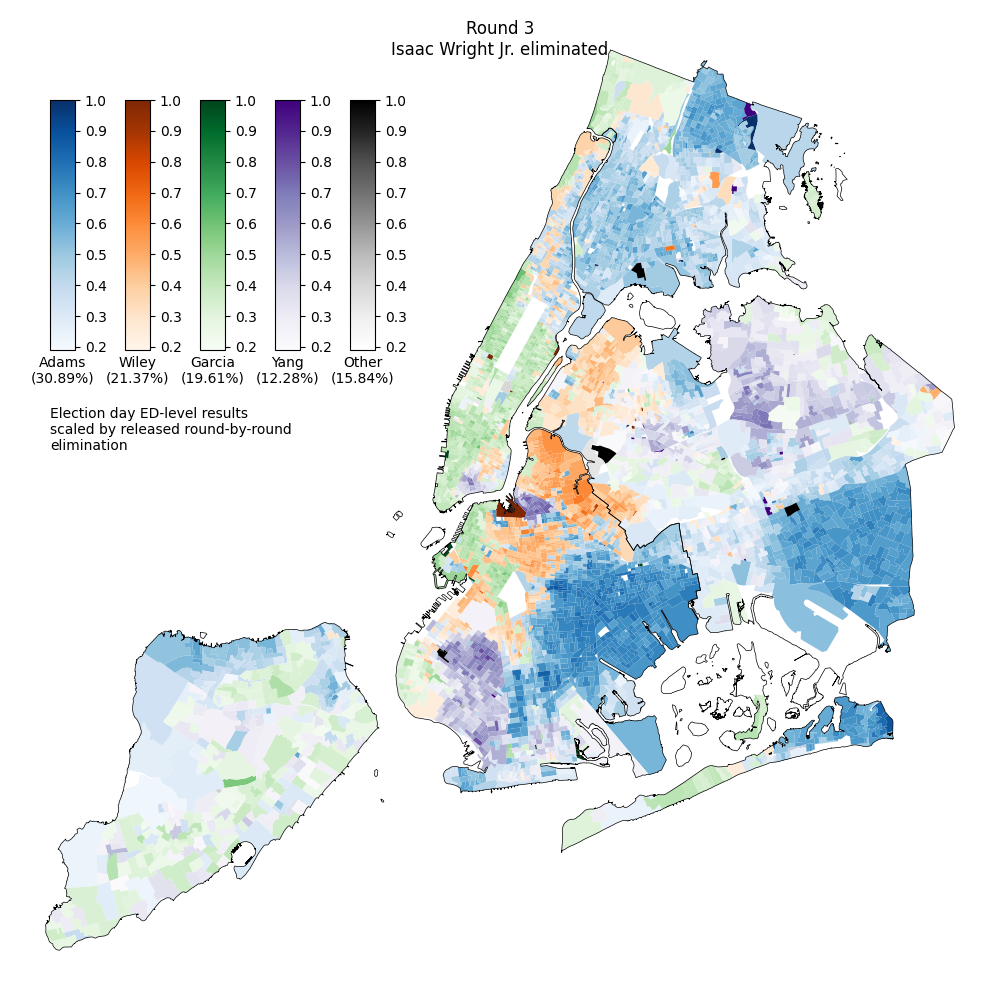 Round 3
Isaac Wright Jr. eliminated
1.0 1.0 1.0 1.0 1.0
0.9 0.9 0.9 0.9 0.9
0.8 0.8 0.8 0.8 0.8
0.7 0.7 0.7 0.7 0.7
0.6 0.6 0.6 0.6 0.6
0.5 0.5 0.5 0.5 0.5
0.4 0.4 0.4 0.4 0.4
0.3 0.3 0.3 0.3 0.3
0.2 0.2 0.2 0.2 0.2
Adams Wiley Garcia Yang Other
(30.89%) (21.37%) (19.61%) (12.28%) (15.84%)
Election day ED-level results
scaled by released round-by-round
elimination